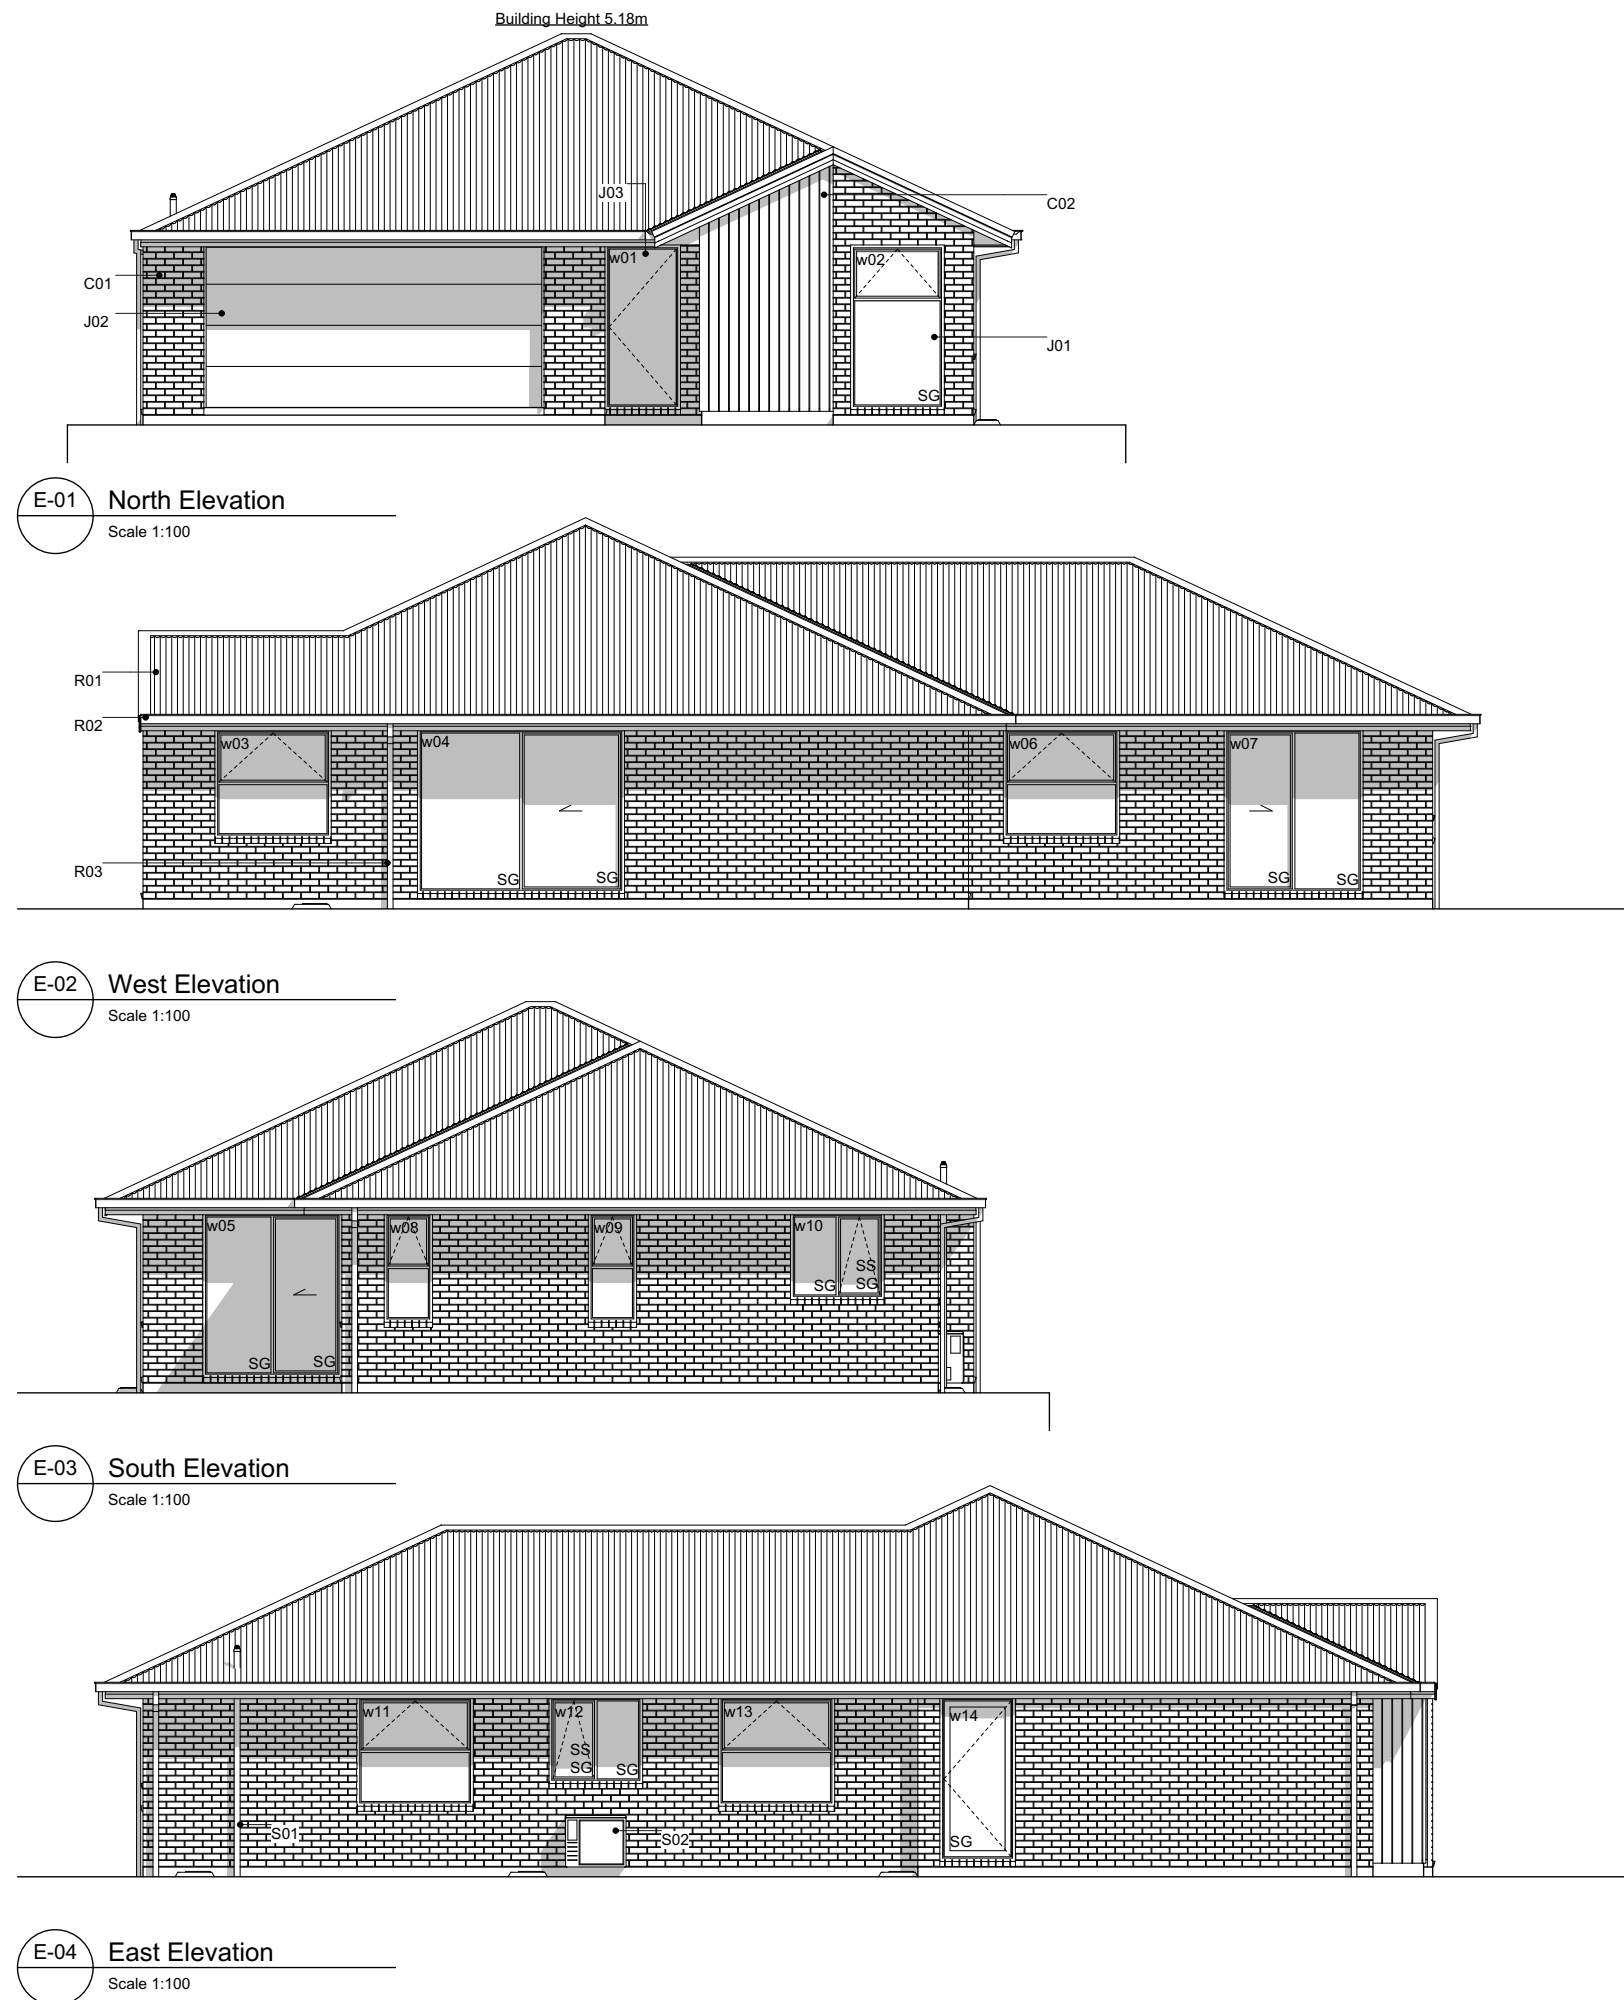 Building Height 5.18m
J03
C02
w01
w02
C01
J02
J01
SG
E-01
North Elevation
Scale 1:100
R01
R02
w03
w04
w06
w07
R03
SG
SG
SG
SG
E-02
West Elevation
Scale 1:100
w05
w08
w09
w10
SS
SG
SG
SG
SG
E-03
South Elevation
Scale 1:100
w11
w12
w13
w14
SS
SG
SG
S01
S02
SG
E-04
East Elevation
Scale 1:100